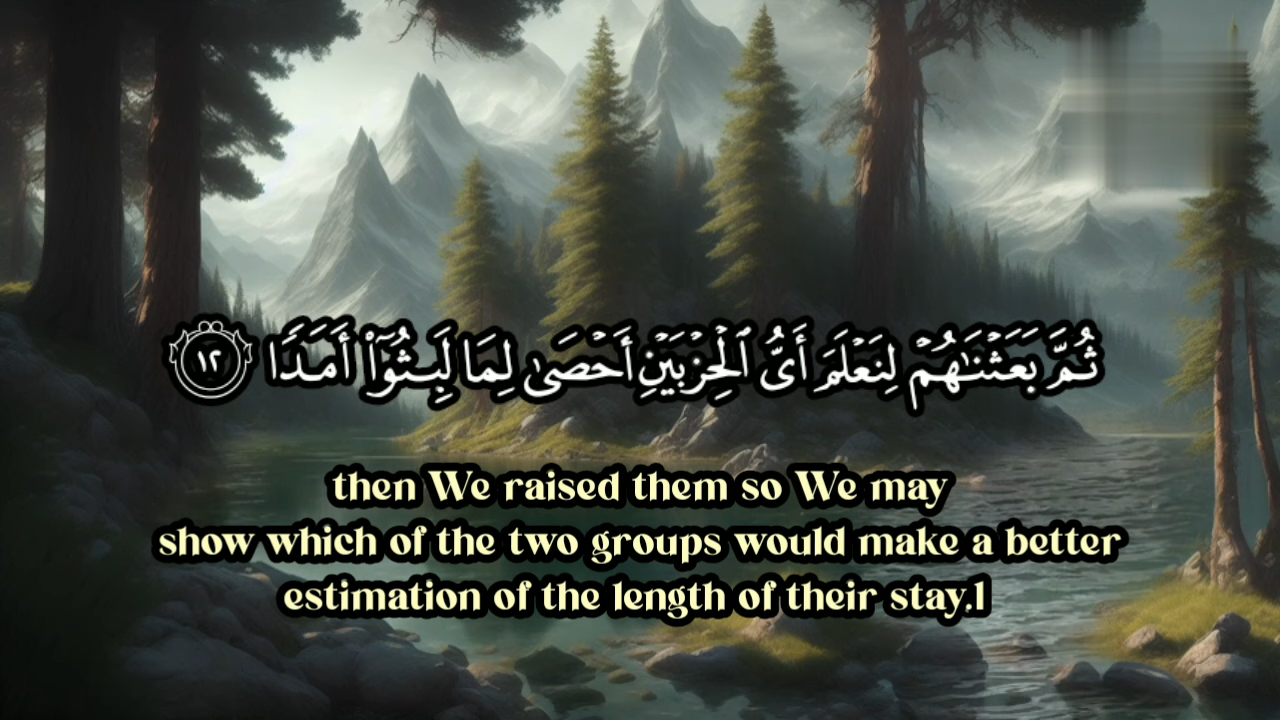 ثُمَّ بَعَثْنَـٰهُمْ لِنَعْلَمَ أَىُّ ٱلْحِزْبَيْنِ أَحْصَىٰ لِمَا لَبِثُوٓا۟ أَمَدًا ١٢
then We raised them so We may
show which of the two groups would make a better
estimation of the length of their stay.1